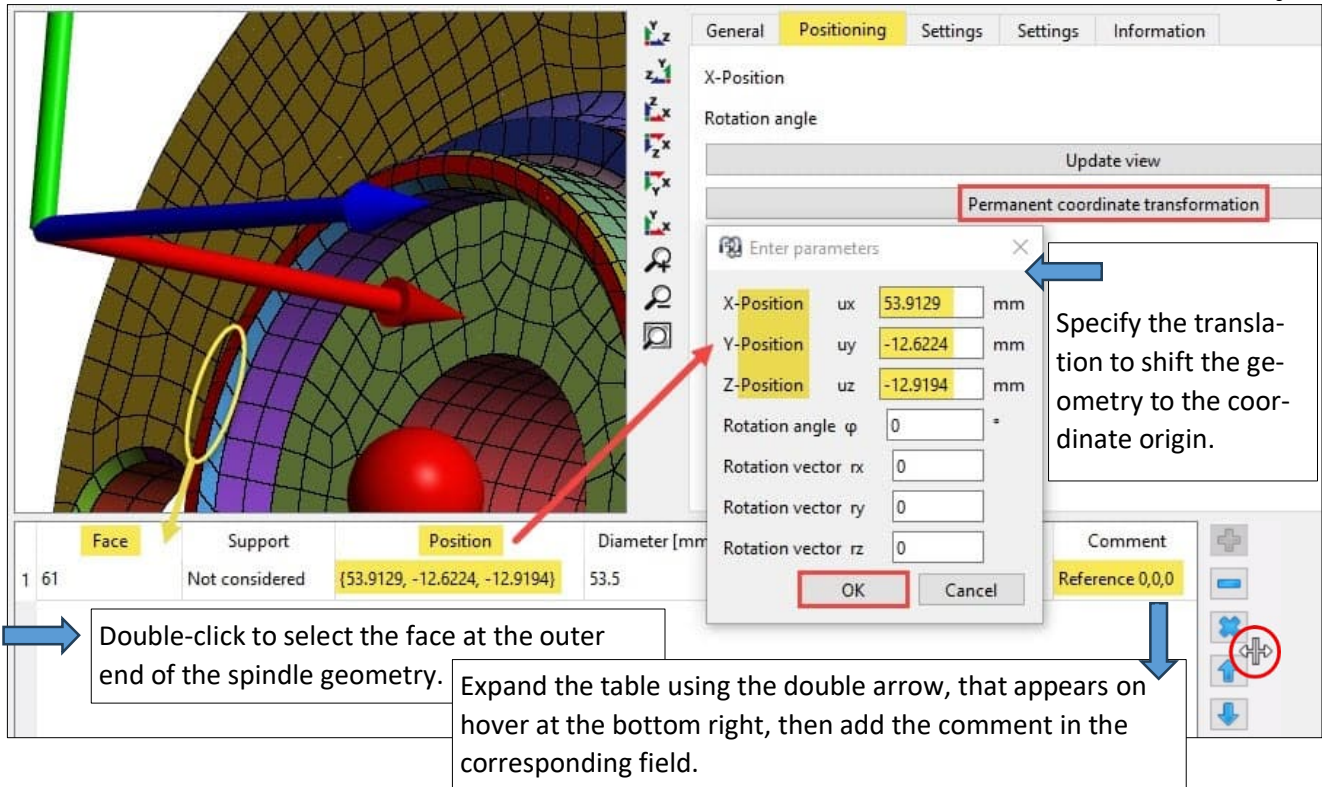 General Positioning Settings Settings Information
X-Position
Rotation angle
Update view
Permanent coordinate transformation
Enter parameters
X-Position ux 53.9129 mm
Y-Position uy -12.6224 mm
Z-Position uz -12.9194 mm
Rotation angle φ 0 °
Rotation vector rx 0
Rotation vector ry 0
Rotation vector rz 0
OK Cancel
Specify the transla-
tion to shift the ge-
ometry to the coor-
dinate origin.
Y z
z Y
Z x
x z
x Y
Y x
Face Support Position Diameter [mm Comment
1 61 Not considered {53.9129, -12.6224, -12.9194} 53.5 Reference 0,0,0
Double-click to select the face at the outer
end of the spindle geometry.
Expand the table using the double arrow, that appears on
hover at the bottom right, then add the comment in the
corresponding field.